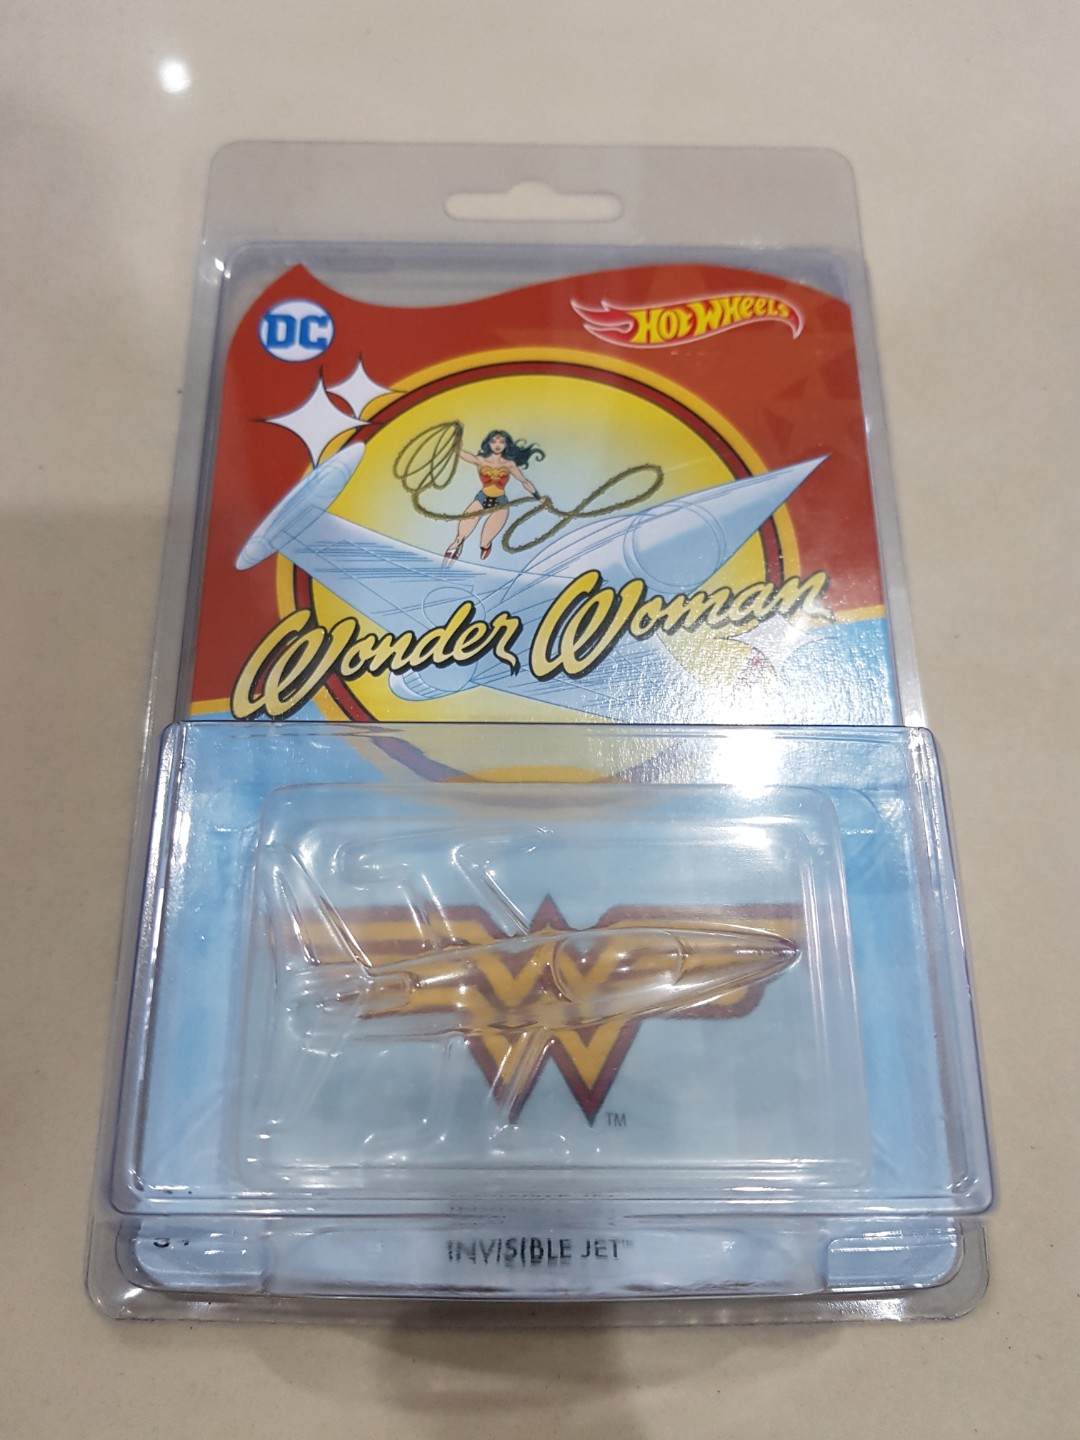 DC
HOT WHEELS
Wonder Woman
TM
INVISIBLE JET™